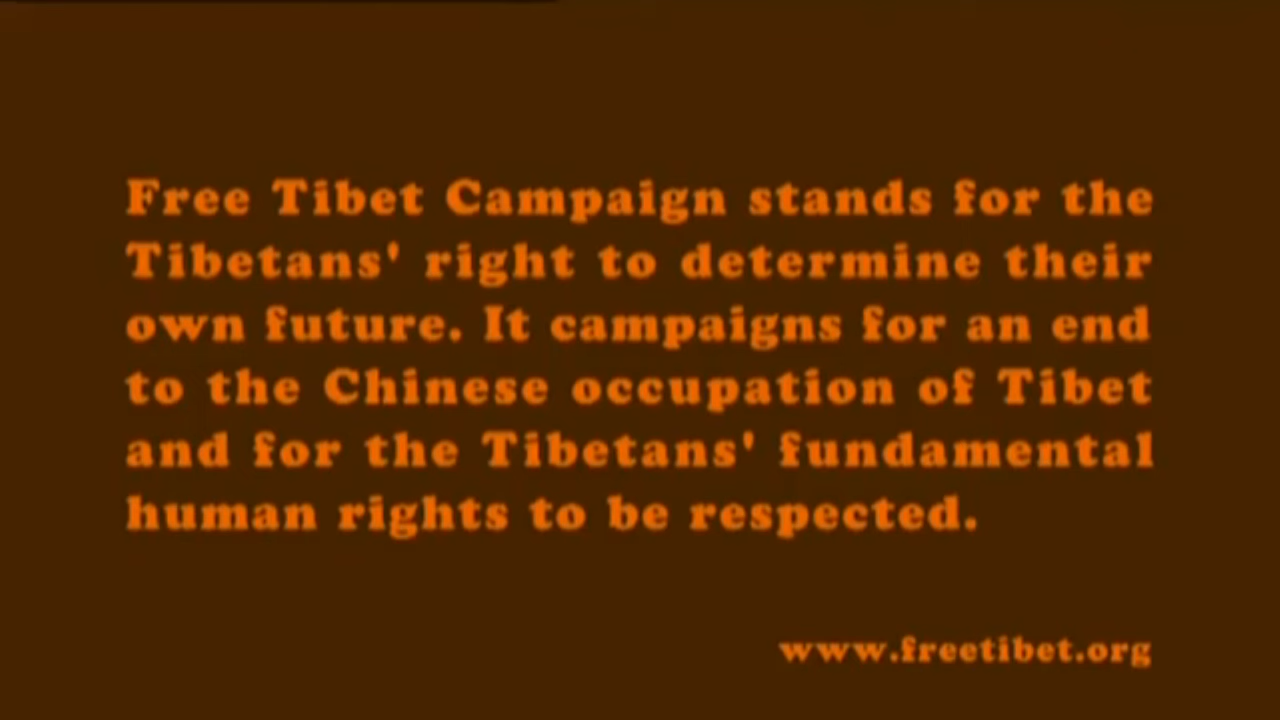 Free Tibet Campaign stands for the
Tibetans' right to determine their
own future. It campaigns for an end
to the Chinese occupation of Tibet
and for the Tibetans' fundamental
human rights to be respected.
www.freetibet.org